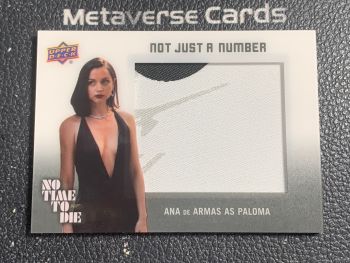 Metaverse Cards
UPPER DECK
NOT JUST A NUMBER
NO
TIME TO
DIE
ANA DE ARMAS AS PALOMA